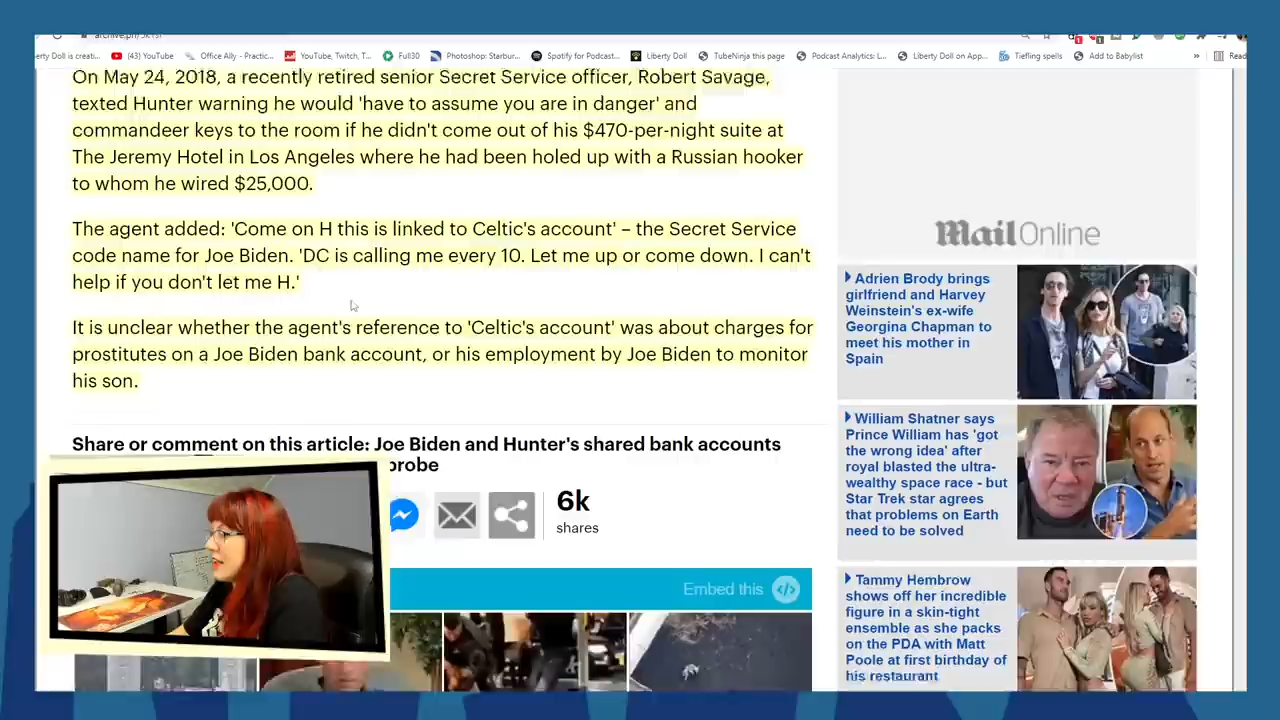 erty Doll is creati...
(43) YouTube
Office Ally - Practic...
YouTube, Twitch, T...
Full30
Photoshop: Starbur...
Spotify for Podcast...
Liberty Doll
TubeNinja this page
Podcast Analytics: L...
Liberty Doll on App...
Tiefling spells
Add to Babylist
»
Read
On May 24, 2018, a recently retired senior Secret Service officer, Robert Savage,
texted Hunter warning he would 'have to assume you are in danger' and
commandeer keys to the room if he didn't come out of his $470-per-night suite at
The Jeremy Hotel in Los Angeles where he had been holed up with a Russian hooker
to whom he wired $25,000.
The agent added: 'Come on H this is linked to Celtic's account' – the Secret Service
code name for Joe Biden. 'DC is calling me every 10. Let me up or come down. I can't
help if you don't let me H.'
It is unclear whether the agent's reference to 'Celtic's account' was about charges for
prostitutes on a Joe Biden bank account, or his employment by Joe Biden to monitor
his son.
Share or comment on this article: Joe Biden and Hunter's shared bank accounts
probe
6k
shares
Embed this
Mail Online
Adrien Brody brings
girlfriend and Harvey
Weinstein's ex-wife
Georgina Chapman to
meet his mother in
Spain
William Shatner says
Prince William has 'got
the wrong idea' after
royal blasted the ultra-
wealthy space race - but
Star Trek star agrees
that problems on Earth
need to be solved
Tammy Hembrow
shows off her incredible
figure in a skin-tight
ensemble as she packs
on the PDA with Matt
Poole at first birthday of
his restaurant